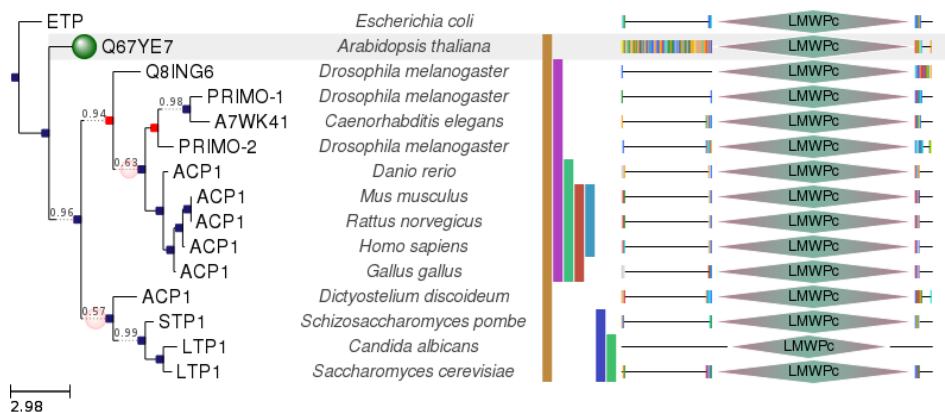 ETP Escherichia coli LMWPc
Q67YE7 Arabidopsis thaliana LMWPc
Q8ING6 Drosophila melanogaster LMWPc
0.98 PRIMO-1 Drosophila melanogaster LMWPc
0.94 A7WK41 Caenorhabditis elegans LMWPc
PRIMO-2 Drosophila melanogaster LMWPc
0.63 ACP1 Danio rerio LMWPc
ACP1 Mus musculus LMWPc
0.96 ACP1 Rattus norvegicus LMWPc
ACP1 Homo sapiens LMWPc
ACP1 Gallus gallus LMWPc
ACP1 Dictyostelium discoideum LMWPc
0.57 STP1 Schizosaccharomyces pombe LMWPc
0.99 LTP1 Candida albicans LMWPc
LTP1 Saccharomyces cerevisiae LMWPc
2.98